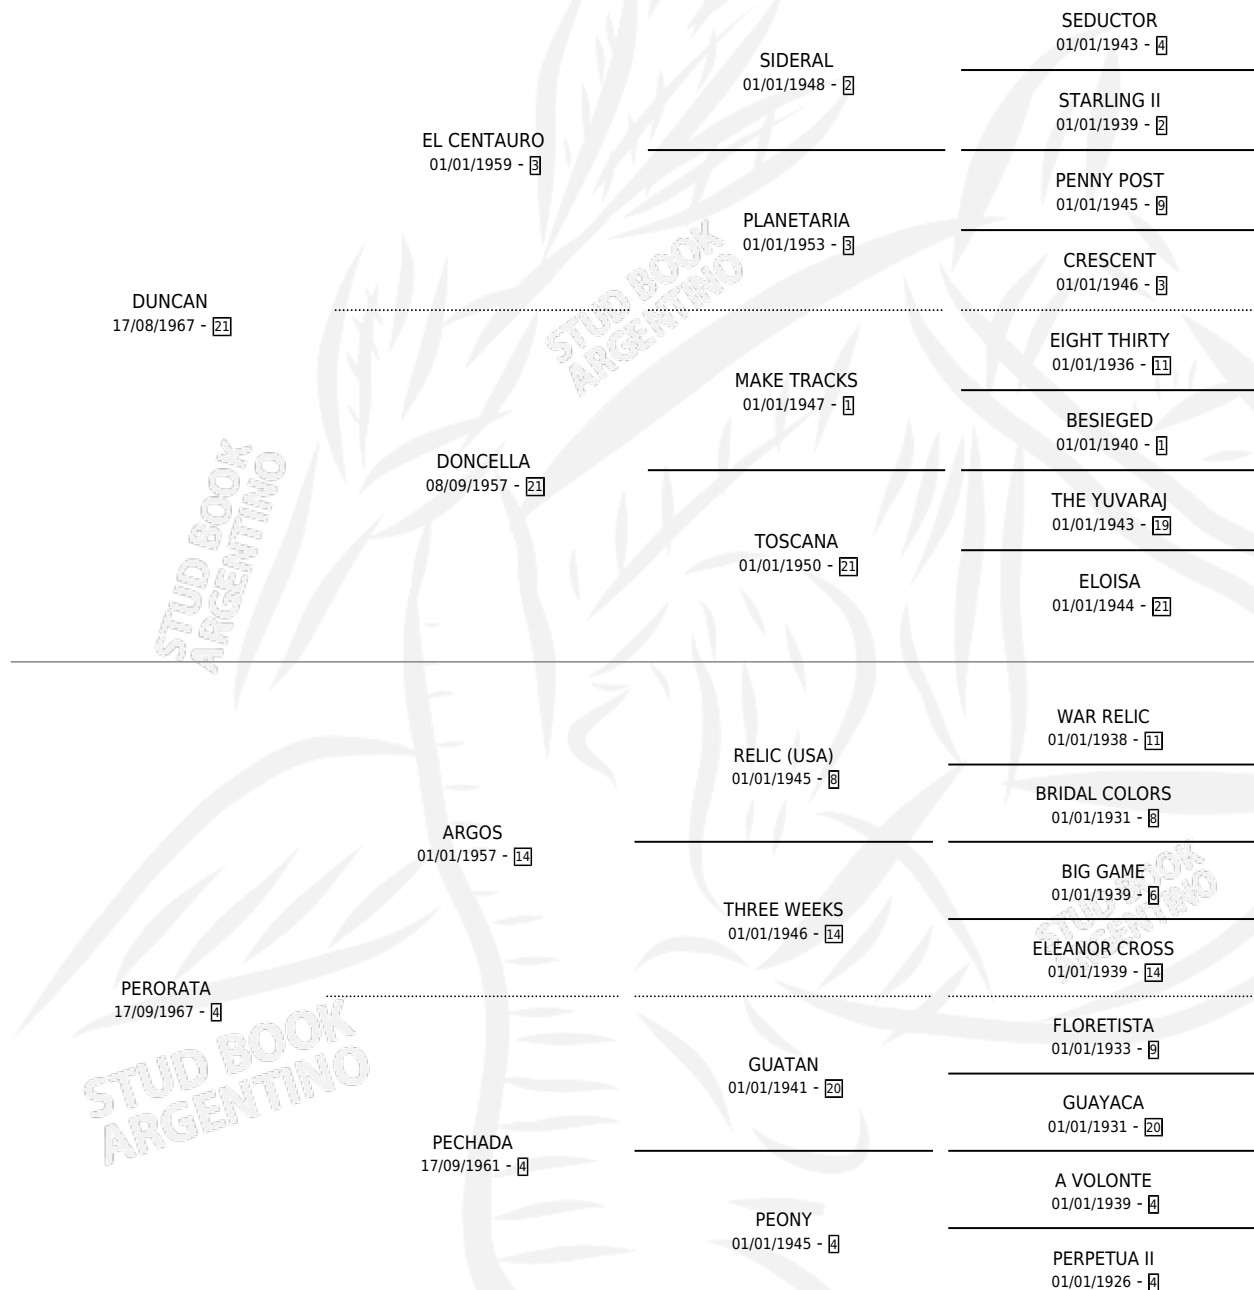 SEDUCTOR
01/01/1943 - 4
SIDERAL
01/01/1948 - 2
STARLING II
01/01/1939 - 2
EL CENTAURO
01/01/1959 - 3
PENNY POST
01/01/1945 - 9
PLANETARIA
01/01/1953 - 3
CRESCENT
01/01/1946 - 3
DUNCAN
17/08/1967 - 21
EIGHT THIRTY
01/01/1936 - 11
MAKE TRACKS
01/01/1947 - 1
BESIEGED
01/01/1940 - 1
DONCELLA
08/09/1957 - 21
THE YUVARAJ
01/01/1943 - 19
TOSCANA
01/01/1950 - 21
ELOISA
01/01/1944 - 21
WAR RELIC
01/01/1938 - 11
RELIC (USA)
01/01/1945 - 8
BRIDAL COLORS
01/01/1931 - 8
ARGOS
01/01/1957 - 14
BIG GAME
01/01/1939 - 6
THREE WEEKS
01/01/1946 - 14
ELEANOR CROSS
01/01/1939 - 14
PERORATA
17/09/1967 - 4
FLORETISTA
01/01/1933 - 9
GUATAN
01/01/1941 - 20
GUAYACA
01/01/1931 - 20
PECHADA
17/09/1961 - 4
A VOLONTE
01/01/1939 - 4
PEONY
01/01/1945 - 4
PERPETUA II
01/01/1926 - 4
STUD BOOK
ARGENTINO
STUD BOOK
ARGENTINO
STUD BOOK
ARGENTINO
STUD BOOK
ARGENTINO